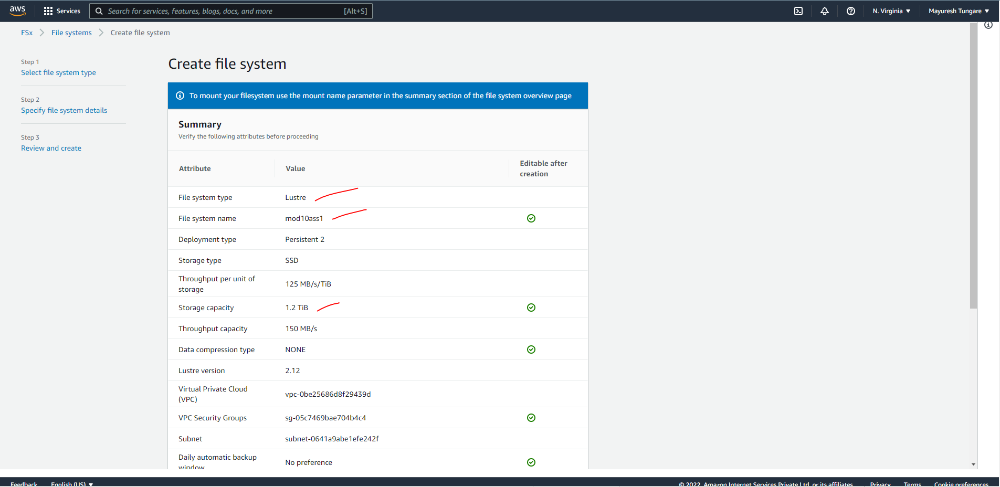 aws
Services
Search for services, features, blogs, docs, and more
[Alt+S]
N. Virginia
Mayuresh Tungare
FSx
File systems
Create file system
Step 1
Select file system type
Step 2
Specify file system details
Step 3
Review and create
Create file system
To mount your filesystem use the mount name parameter in the summary section of the file system overview page
Summary
Verify the following attributes before proceeding
Attribute
Value
Editable after
creation
File system type
Lustre
File system name
mod10ass1
Deployment type
Persistent 2
Storage type
SSD
Throughput per unit of
storage
125 MB/s/TiB
Storage capacity
1.2 TiB
Throughput capacity
150 MB/s
Data compression type
NONE
Lustre version
2.12
Virtual Private Cloud
(VPC)
vpc-0be25686d8f29439d
VPC Security Groups
sg-05c7469bae704b4c4
Subnet
subnet-0641a9abe1efe242f
Daily automatic backup
window
No preference
Feedback
English (US)
© 2022, Amazon Internet Services Private Ltd. or its affiliates.
Privacy
Terms
Cookie preferences